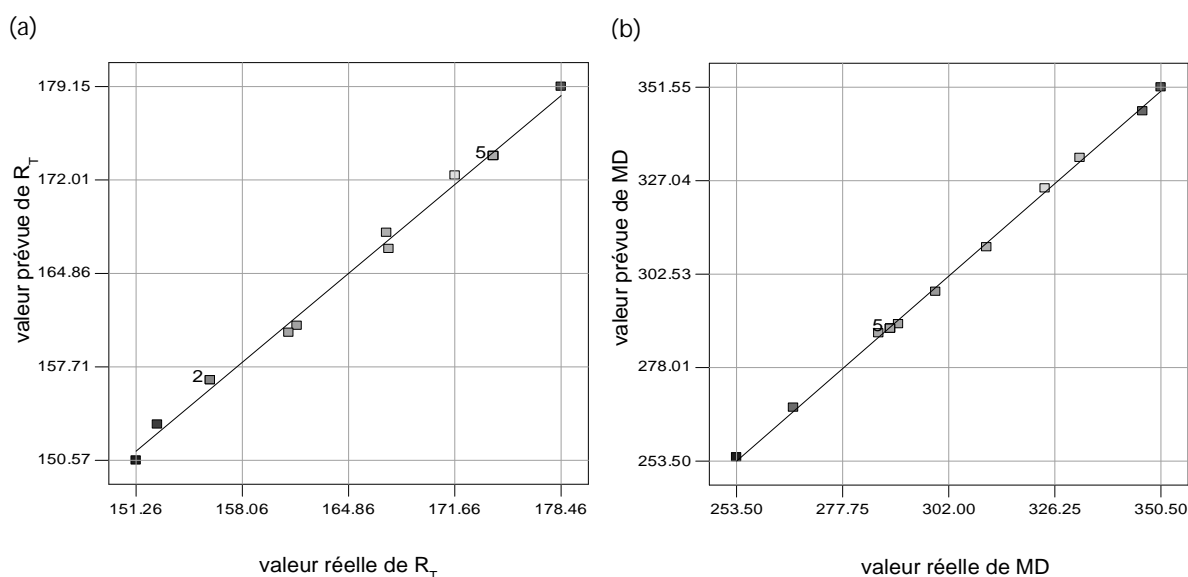 (a)
valeur prévue de R_T
179.15
172.01
164.86
157.71
150.57
5
2
151.26 158.06 164.86 171.66 178.46
valeur réelle de R_T
(b)
valeur prévue de MD
351.55
327.04
302.53
278.01
253.50
5
253.50 277.75 302.00 326.25 350.50
valeur réelle de MD